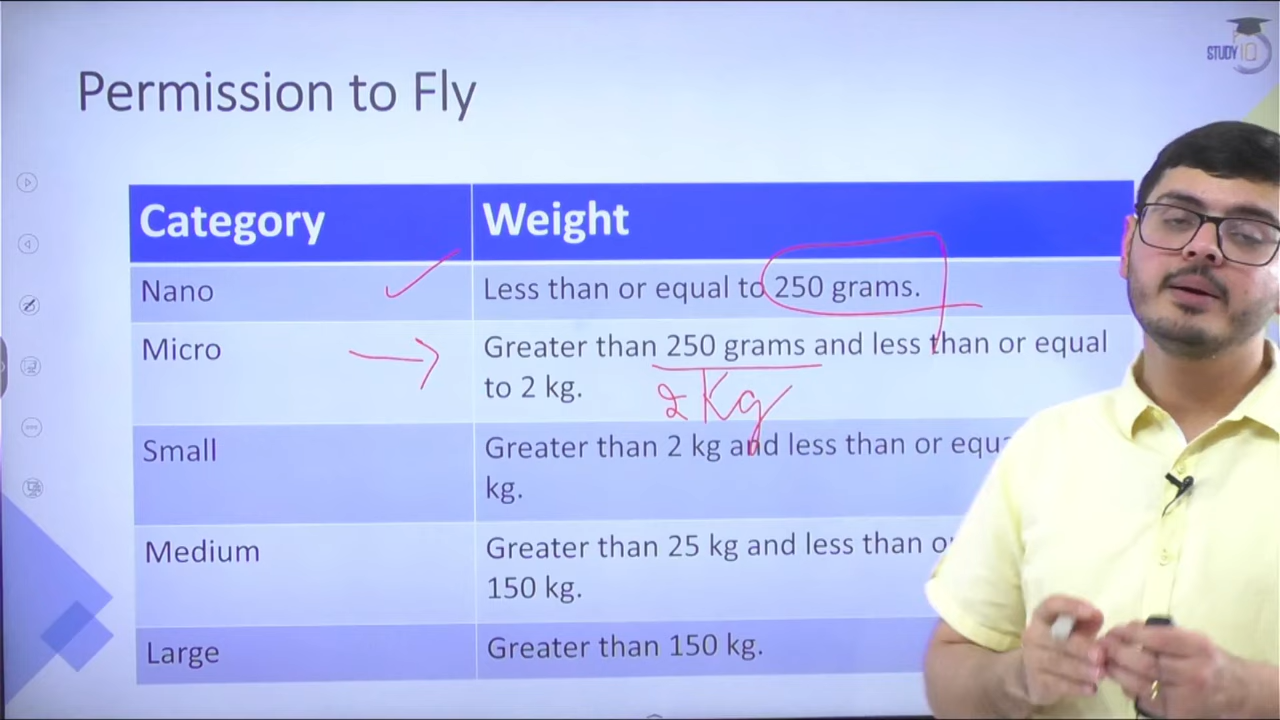 STUDY IQ
Permission to Fly
Category Weight
Nano Less than or equal to 250 grams.
Micro Greater than 250 grams and less than or equal
to 2 kg.
2 Kg
Small Greater than 2 kg and less than or
kg.
Medium Greater than 25 kg and less than
150 kg.
Large Greater than 150 kg.